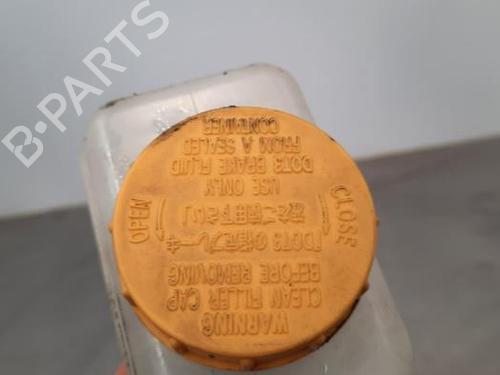 WARNING
CLEAN FILLER CAP
BEFORE REMOVING
USE ONLY
DOT3 BRAKE FLUID
FROM A SEALED
CONTAINER
OPEN
CLOSE
B-PARTS